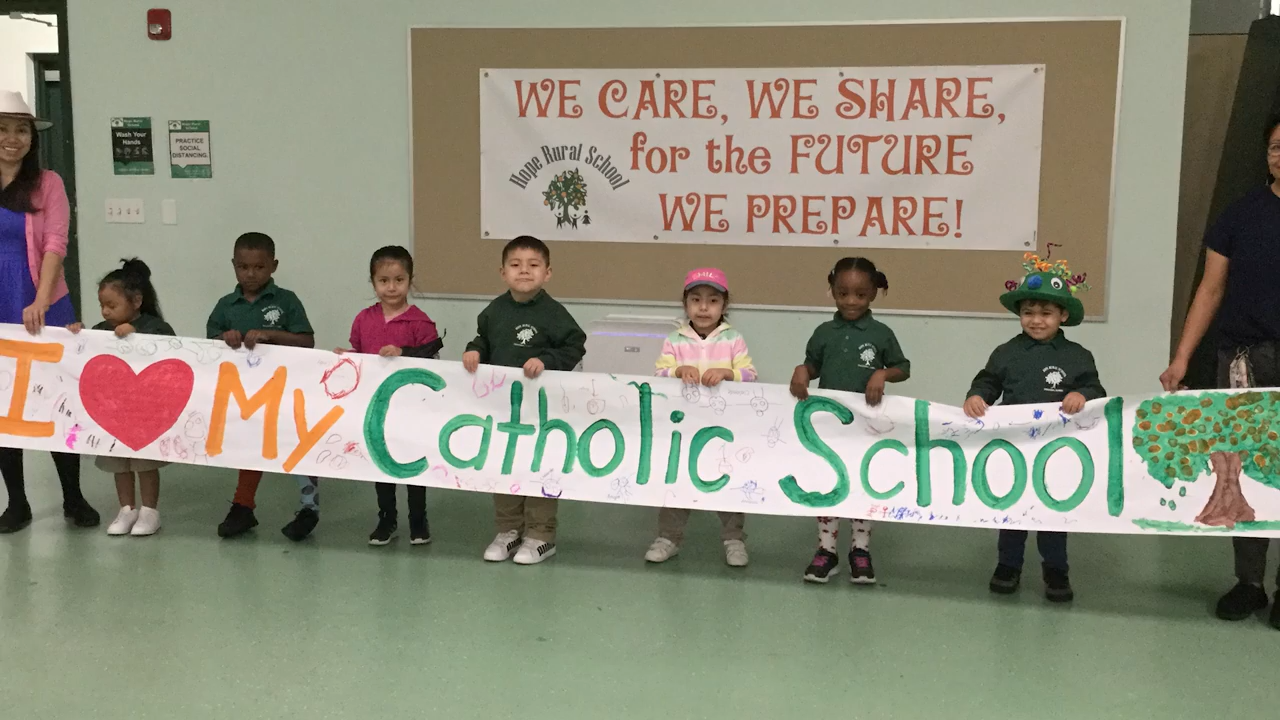 Wash Your
Hands
PRACTICE
SOCIAL
DISTANCING.
WE CARE, WE SHARE,
for the FUTURE
WE PREPARE!
Hope Rural School
SMILE
I My Catholic School